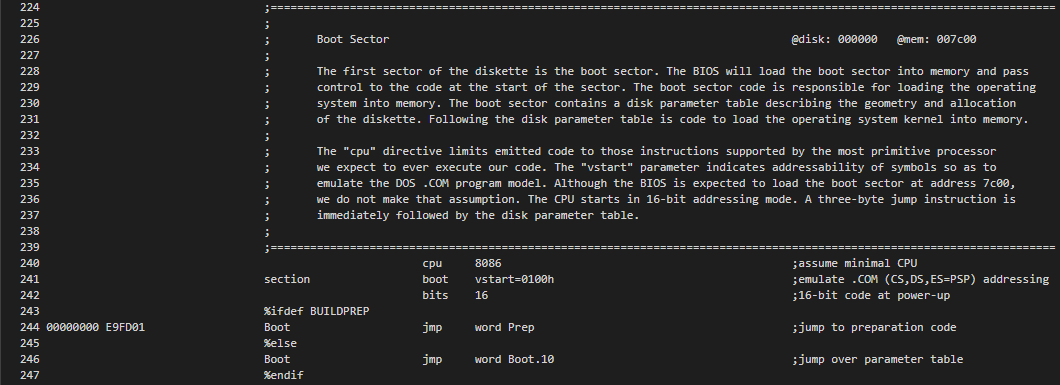 224 ;=======================================================================================================================
225 ;
226 ; Boot Sector @disk: 000000 @mem: 007c00
227 ;
228 ; The first sector of the diskette is the boot sector. The BIOS will load the boot sector into memory and pass
229 ; control to the code at the start of the sector. The boot sector code is responsible for loading the operating
230 ; system into memory. The boot sector contains a disk parameter table describing the geometry and allocation
231 ; of the diskette. Following the disk parameter table is code to load the operating system kernel into memory.
232 ;
233 ; The "cpu" directive limits emitted code to those instructions supported by the most primitive processor
234 ; we expect to ever execute our code. The "vstart" parameter indicates addressability of symbols so as to
235 ; emulate the DOS .COM program model. Although the BIOS is expected to load the boot sector at address 7c00,
236 ; we do not make that assumption. The CPU starts in 16-bit addressing mode. A three-byte jump instruction is
237 ; immediately followed by the disk parameter table.
238 ;
239 ;=======================================================================================================================
240 cpu 8086 ;assume minimal CPU
241 section boot vstart=0100h ;emulate .COM (CS,DS,ES=PSP) addressing
242 bits 16 ;16-bit code at power-up
243 %ifdef BUILDPREP
244 00000000 E9FD01 Boot jmp word Prep ;jump to preparation code
245 %else
246 Boot jmp word Boot.10 ;jump over parameter table
247 %endif